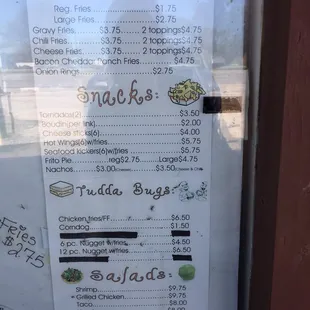 Reg. Fries $1.75
Large Fries $2.75
Gravy Fries $3.75 2 toppings $4.75
Chili Fries $3.75 2 toppings $4.75
Cheese Fries $3.75 2 toppings $4.75
Bacon Cheddar Ranch Fries $4.75
Onion Rings $2.75
Snacks:
Tornados(2) $3.50
Boudin(per link) $2.00
Cheese sticks(6) $4.00
Hot Wings(6)w/fries $5.75
Seafood kickers(6)w/fries $5.75
Frito Pie reg$2.75 Large$4.75
Nachos $3.00 $3.50
Tudda Bugs:
Chicken fries/FF $6.50
Corndog $1.50
6 pc. Nugget w/fries $4.50
12 pc. Nugget w/fries $6.50
Salads:
Shrimp $9.75
Grilled Chicken $9.75
Taco $8.00
Fries
$2.75